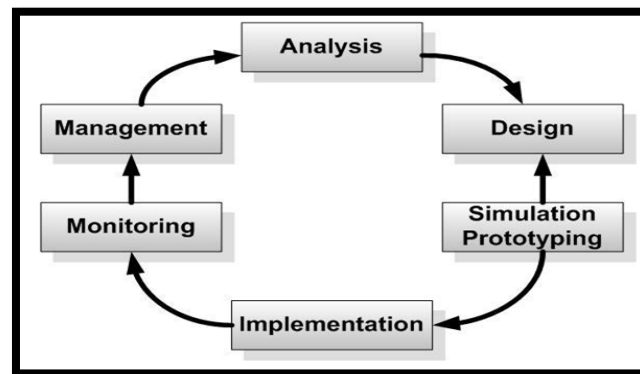 Analysis
Management
Design
Monitoring
Simulation
Prototyping
Implementation